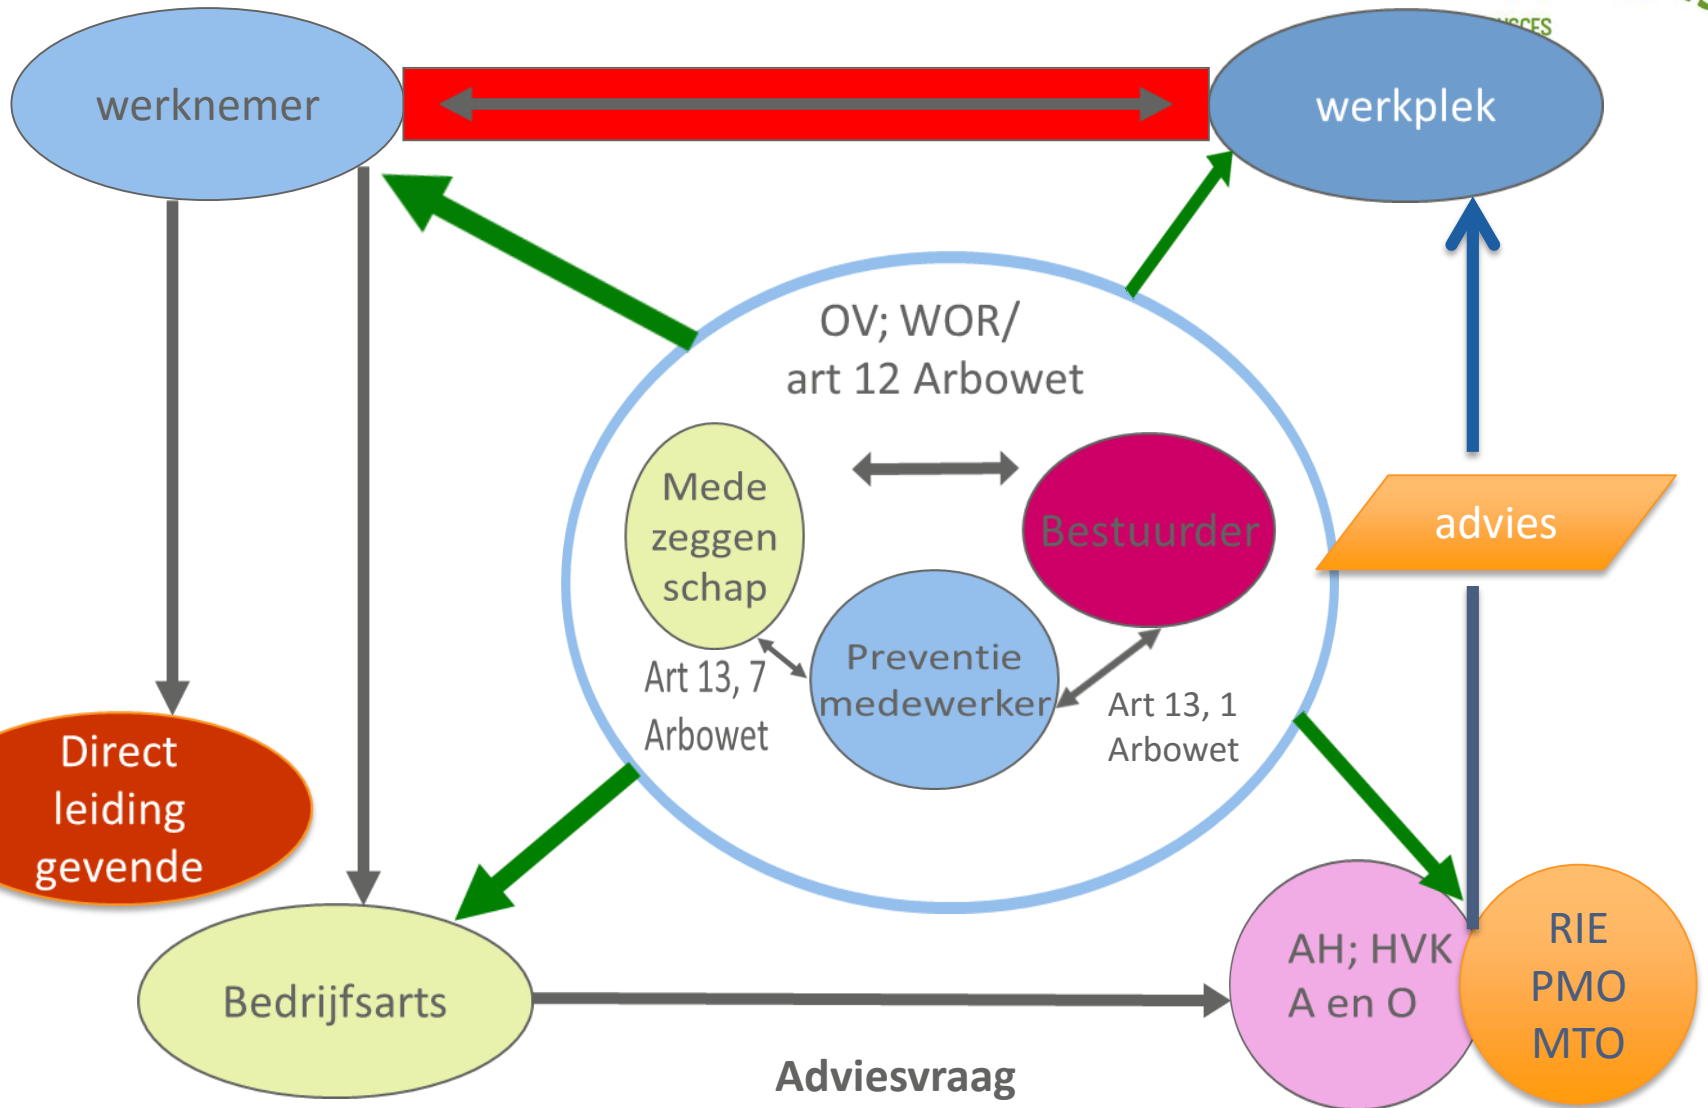 werknemer
werkplek
OV; WOR/
art 12 Arbowet
Mede
zeggen
schap
Bestuurder
advies
Preventie
medewerker
Art 13, 7
Arbowet
Art 13, 1
Arbowet
Direct
leiding
gevende
Bedrijfsarts
AH; HVK
A en O
RIE
PMO
MTO
Adviesvraag